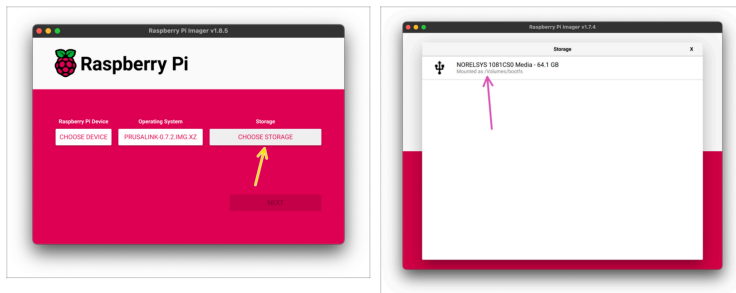 Raspberry Pi Imager v1.8.5
Raspberry Pi
Raspberry Pi Device
Operating System
Storage
CHOOSE DEVICE
PRUSALINK-0.7.2.IMG.XZ
CHOOSE STORAGE
NEXT
Raspberry Pi Imager v1.7.4
Storage
X
NORELSYS 1081CS0 Media - 64.1 GB
Mounted as /Volumes/bootfs